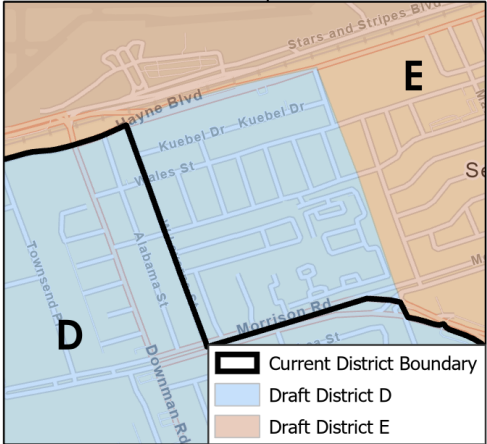 Stars and Stripes Blvd
E
Hayne Blvd
Kuebel Dr
Kuebel Dr
Wales St
Se
Townsend
Alabama St
D
Morrison Rd
Downman Rd
Current District Boundary
Draft District D
Draft District E